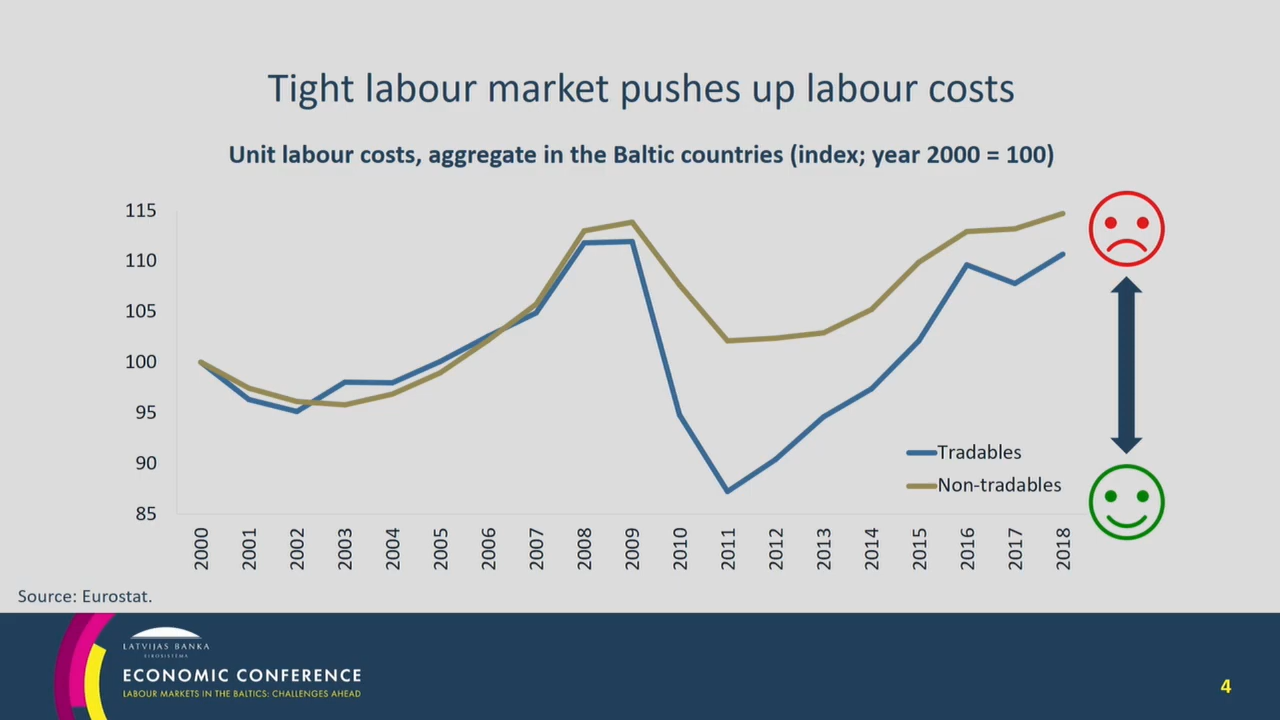 Tight labour market pushes up labour costs
Unit labour costs, aggregate in the Baltic countries (index; year 2000 = 100)
115
110
105
100
95
90
85
Tradables
Non-tradables
2000 2001 2002 2003 2004 2005 2006 2007 2008 2009 2010 2011 2012 2013 2014 2015 2016 2017 2018
Source: Eurostat.
LATVIJAS BANKA
EIROSISTĒMA
ECONOMIC CONFERENCE
LABOUR MARKETS IN THE BALTICS: CHALLENGES AHEAD
4